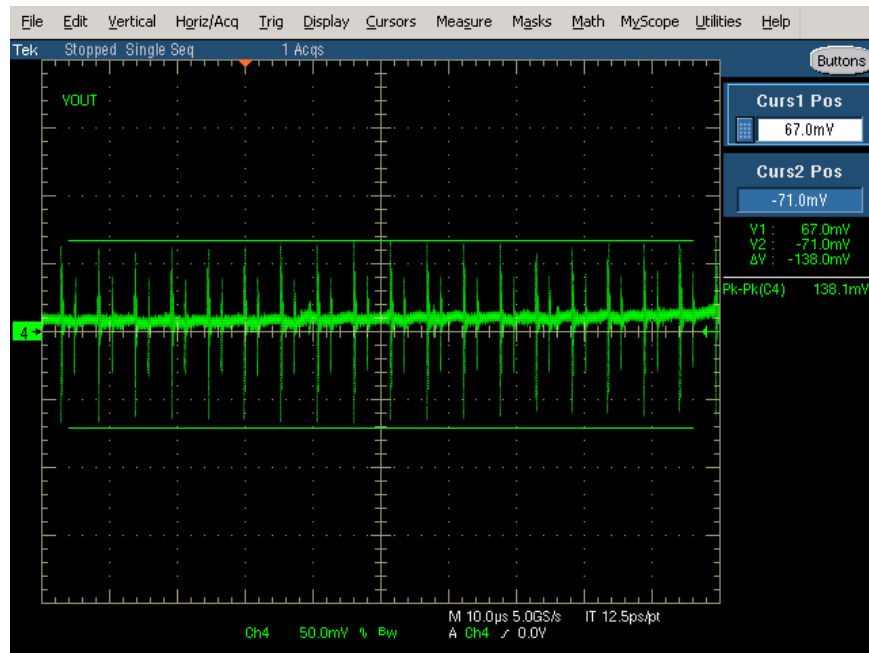 File Edit Vertical Horiz/Acq Trig Display Cursors Measure Masks Math MyScope Utilities Help
Tek Stopped Single Seq 1 Acqs
Buttons
VOUT
Curs1 Pos
67.0mV
Curs2 Pos
-71.0mV
V1 : 67.0mV
V2 : -71.0mV
ΔV : -138.0mV
Pk-Pk(C4) 138.1mV
4
M 10.0µs 5.0GS/s IT 12.5ps/pt
Ch4 50.0mV ∿ Bw A Ch4 ⁄ 0.0V